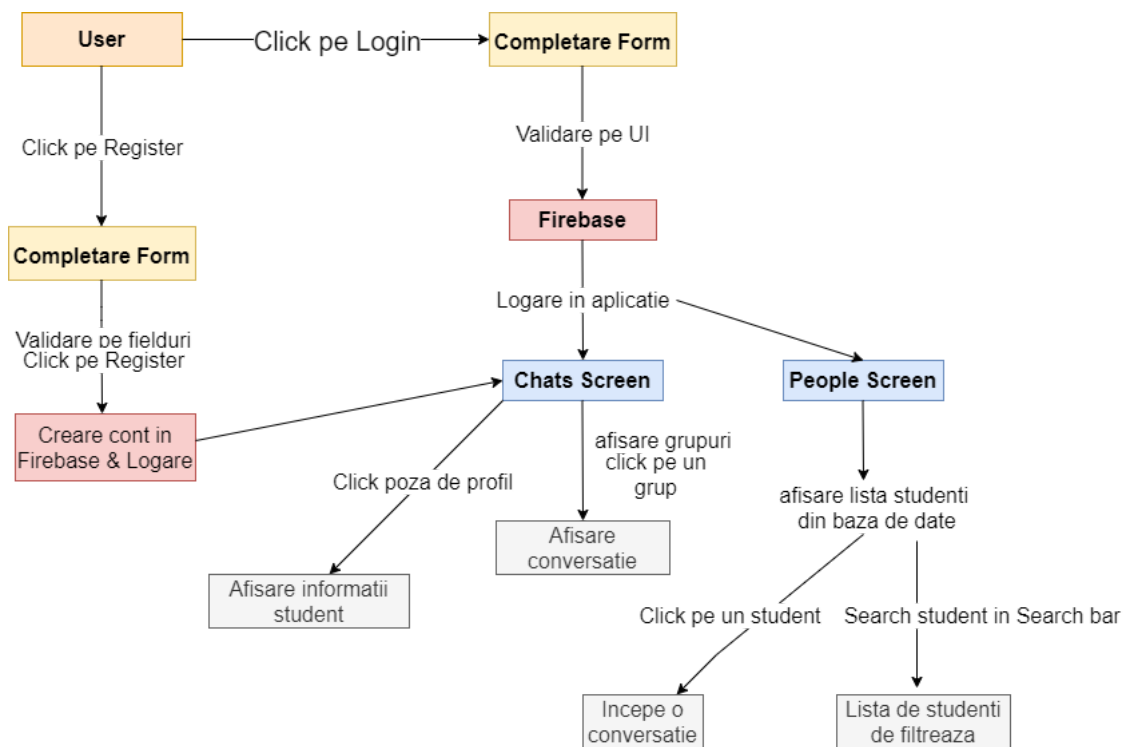 User
Click pe Login
Completare Form
Click pe Register
Validare pe UI
Firebase
Completare Form
Logare in aplicatie
Validare pe fielduri
Click pe Register
Chats Screen
People Screen
Creare cont in
Firebase & Logare
afisare grupuri
click pe un
grup
Click poza de profil
afisare lista studenti
din baza de date
Afisare
conversatie
Afisare informatii
student
Click pe un student
Search student in Search bar
Incepe o
conversatie
Lista de studenti
de filtreaza